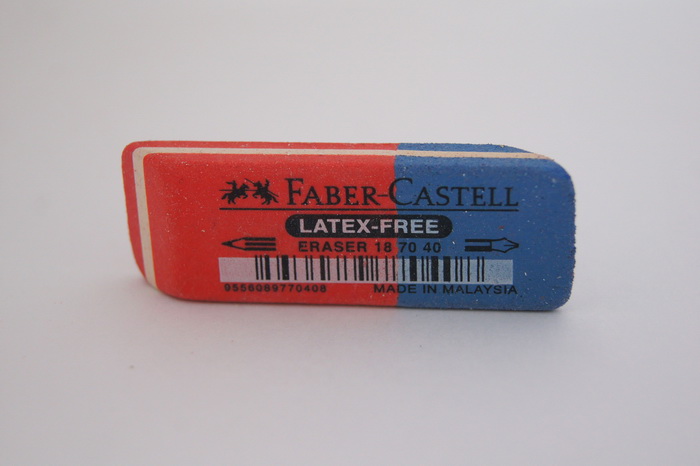 FABER-CASTELL
LATEX-FREE
ERASER 18 70 40
9556089770408 MADE IN MALAYSIA